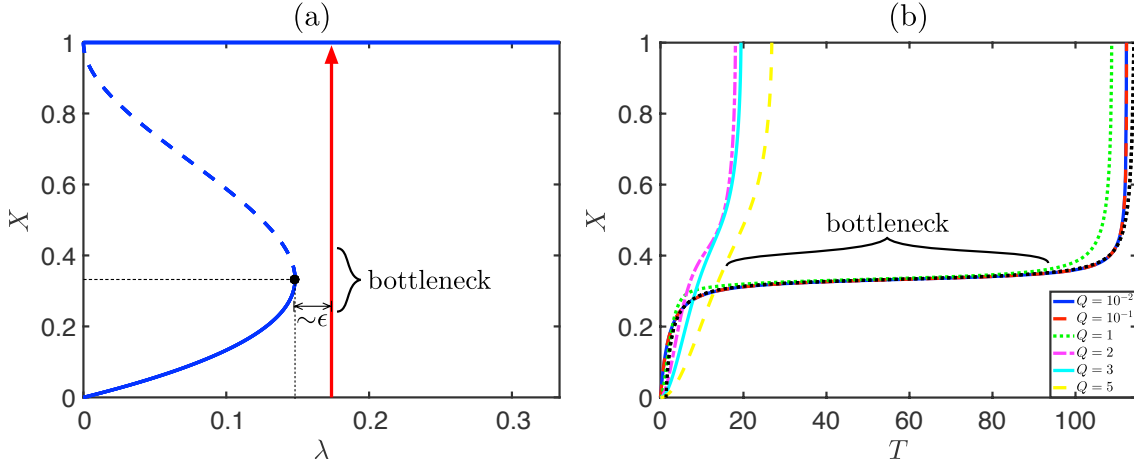 (a)
1
0.8
0.6
0.4
0.2
0
X
bottleneck
∼ϵ
0 0.1 0.2 0.3
λ
(b)
1
0.8
0.6
0.4
0.2
0
X
bottleneck
Q = 10⁻²
Q = 10⁻¹
Q = 1
Q = 2
Q = 3
Q = 5
0 20 40 60 80 100
T